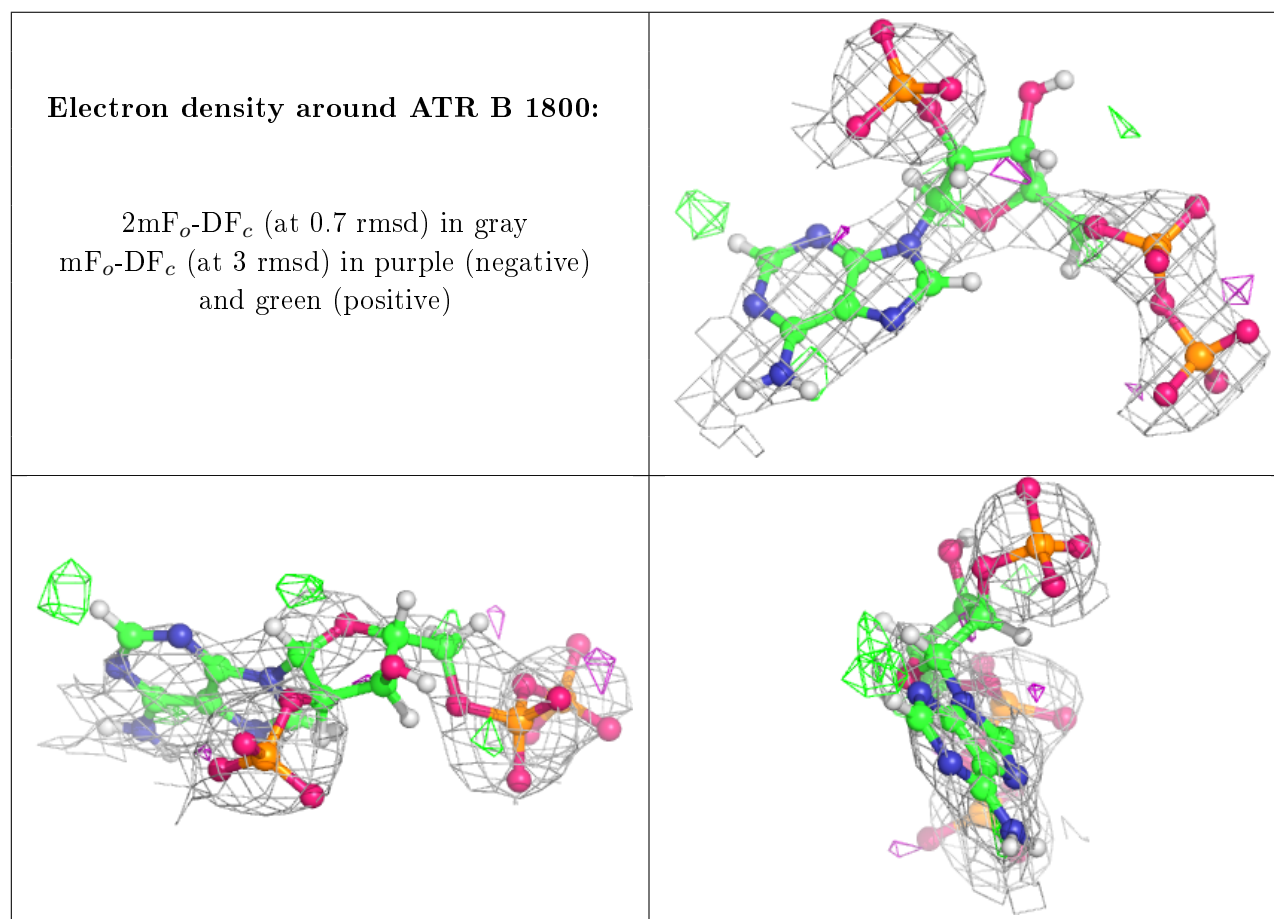 Electron density around ATR B 1800:
2mFₒ-DF𝒸 (at 0.7 rmsd) in gray
mFₒ-DF𝒸 (at 3 rmsd) in purple (negative)
and green (positive)